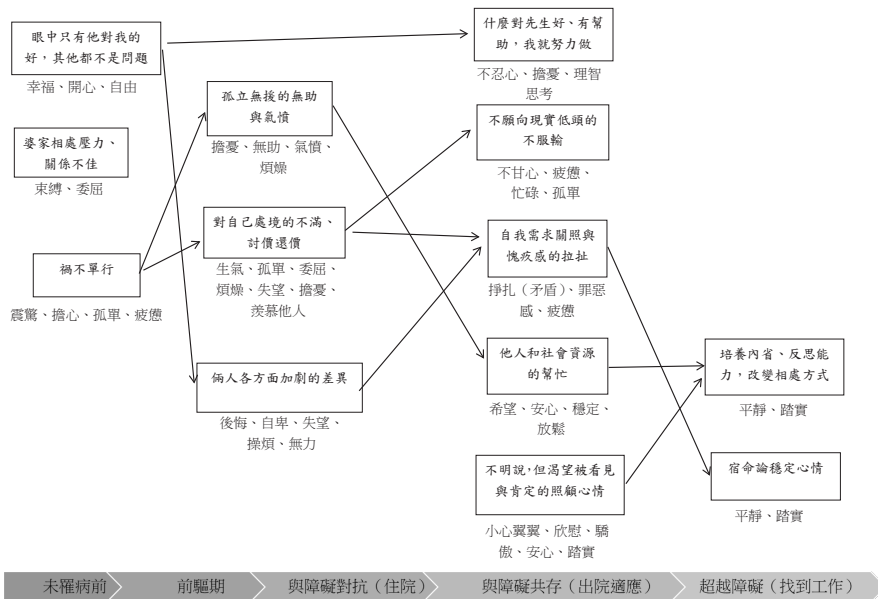 眼中只有他對我的
好，其他都不是問題
幸福、開心、自由
婆家相處壓力、
關係不佳
束縛、委屈
禍不單行
震驚、擔心、孤單、疲憊
孤立無援的無助
與氣憤
擔憂、無助、氣憤、
煩燥
對自己處境的不滿、
討價還價
生氣、孤單、委屈、
煩燥、失望、擔憂、
羨慕他人
倆人各方面加劇的差異
後悔、自卑、失望、
操煩、無力
什麼對先生好、有幫
助，我就努力做
不忍心、擔憂、理智
思考
不願向現實低頭的
不服輸
不甘心、疲憊、
忙碌、孤單
自我需求關照與
愧疚感的拉扯
掙扎（矛盾）、罪惡
感、疲憊
他人和社會資源
的幫忙
希望、安心、穩定、
放鬆
不明說，但渴望被看見
與肯定的照顧心情
小心翼翼、欣慰、驕
傲、安心、踏實
培養內省、反思能
力，改變相處方式
平靜、踏實
宿命論穩定心情
平靜、踏實
未罹病前
前驅期
與障礙對抗（住院）
與障礙共存（出院適應）
超越障礙（找到工作）